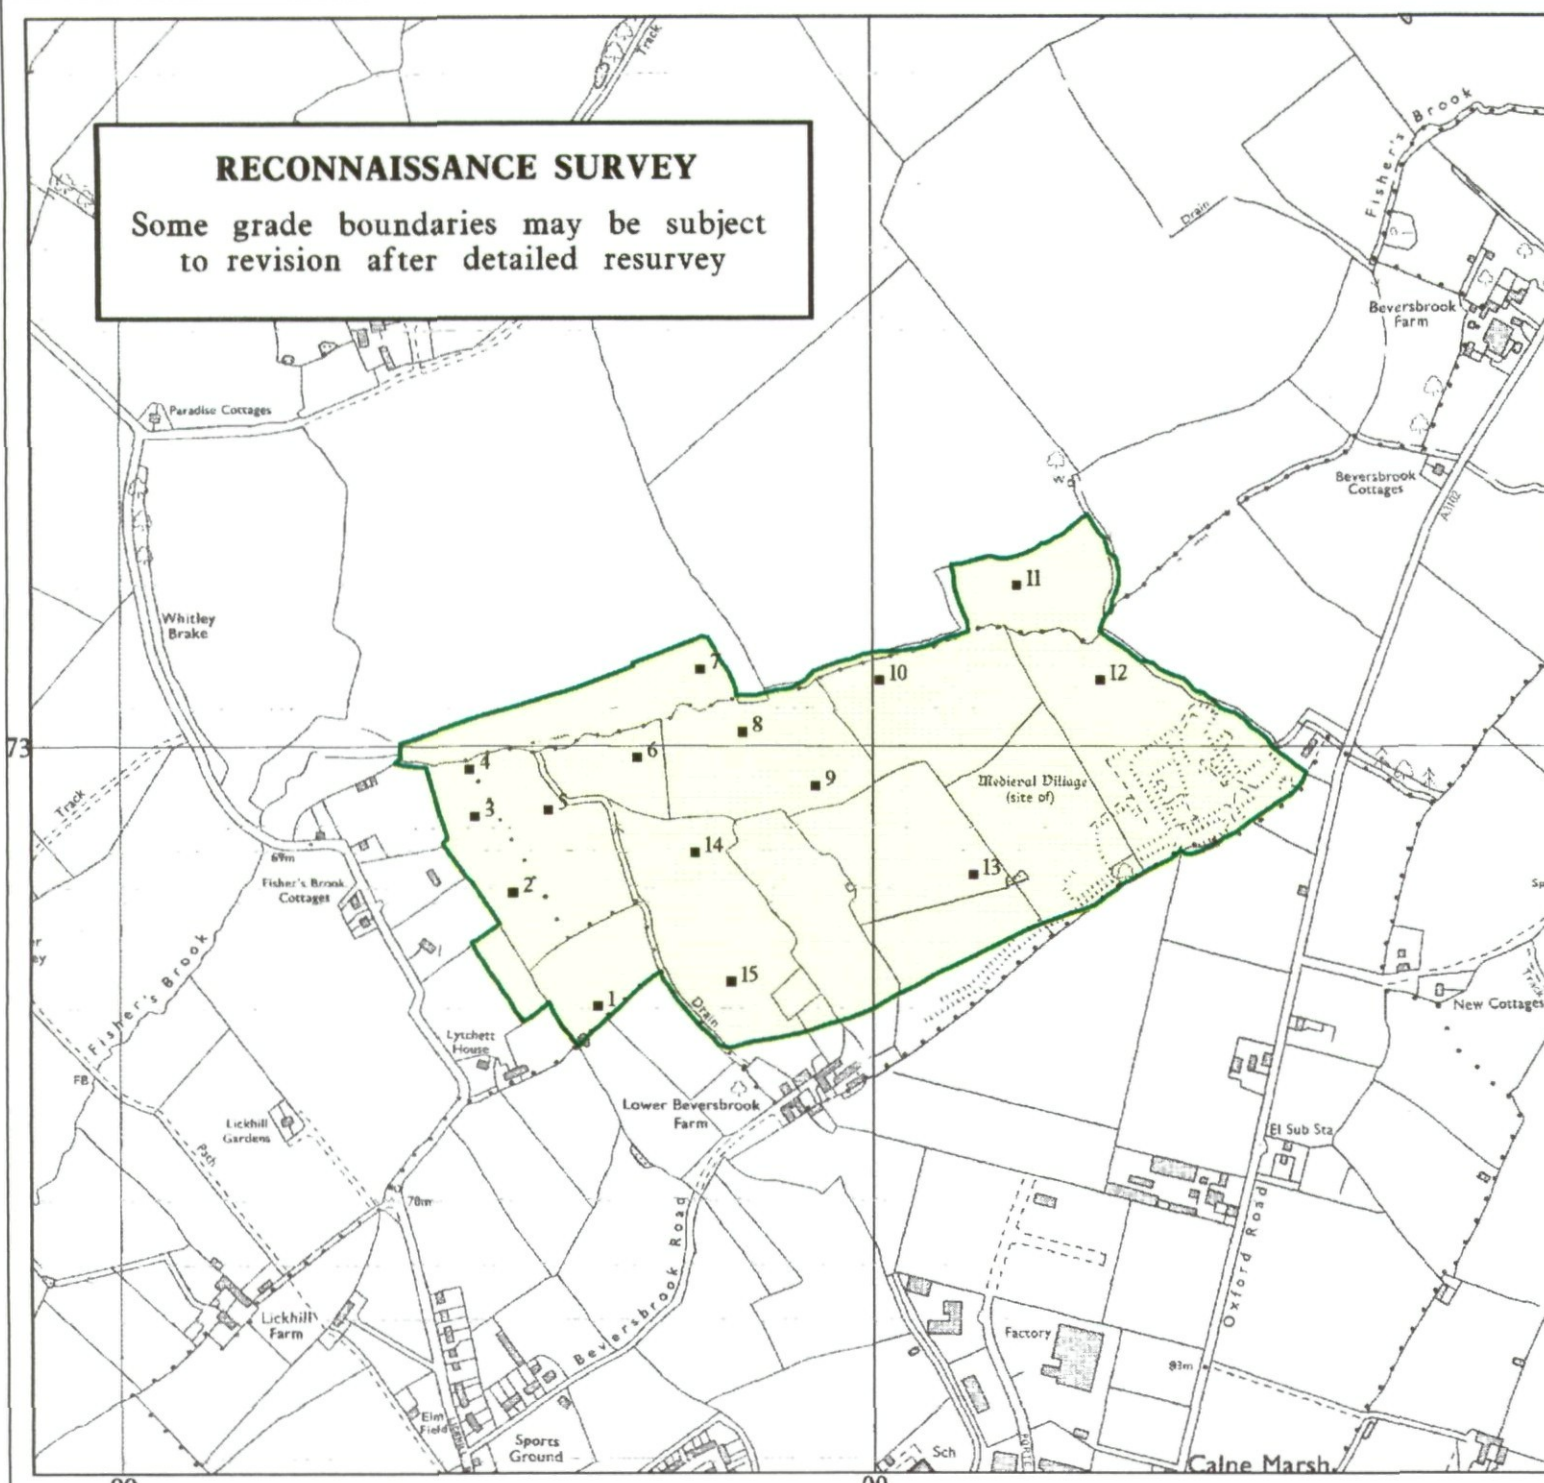 Track
RECONNAISSANCE SURVEY
Some grade boundaries may be subject
to revision after detailed resurvey
Fisher's Brook
Drain
Beversbrook
Farm
Paradise Cottages
Beversbrook
Cottages
A3102
W
11
Whitley
Brake
7
10
12
8
73
6
4
9
Medieval Village
(site of)
Track
5
3
14
69m
13
Fisher's Brook
Cottages
2
Fisher's Brook
15
1
Drain
New Cottages
Track
Lytchett
House
FB
Lower Beversbrook
Farm
Lickhill
Gardens
El Sub Sta
Path
78m
Beversbrook Road
Oxford Road
Lickhill
Farm
Factory
83m
Elm
Field
Sports
Ground
Sch
Calne Marsh